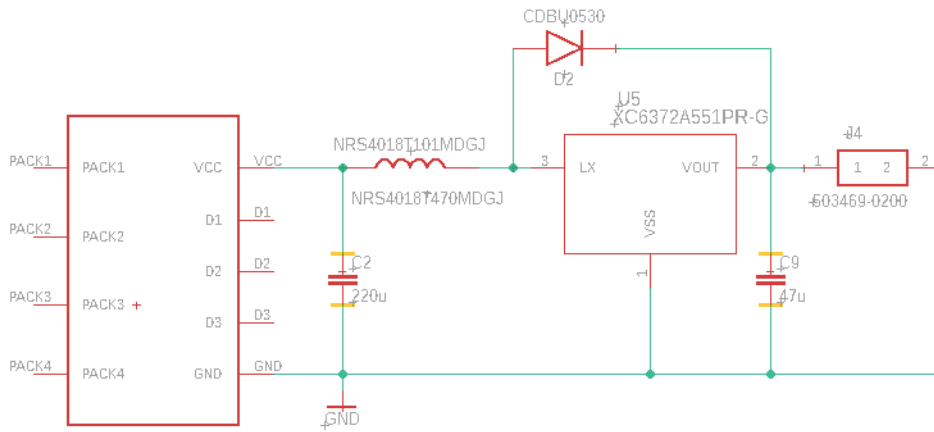 CDBU0530
D2
U5
XC6372A551PR-G
NRS4018T101MDGJ
J4
PACK1 PACK1 VCC VCC 3 LX VOUT 2 1 1 2 2
NRS4018T470MDGJ
503469-0200
D1 D1
PACK2 PACK2
VSS
D2 D2
C2
1
C9
PACK3 PACK3
220u
47u
D3 D3
PACK4 PACK4 GND GND
GND